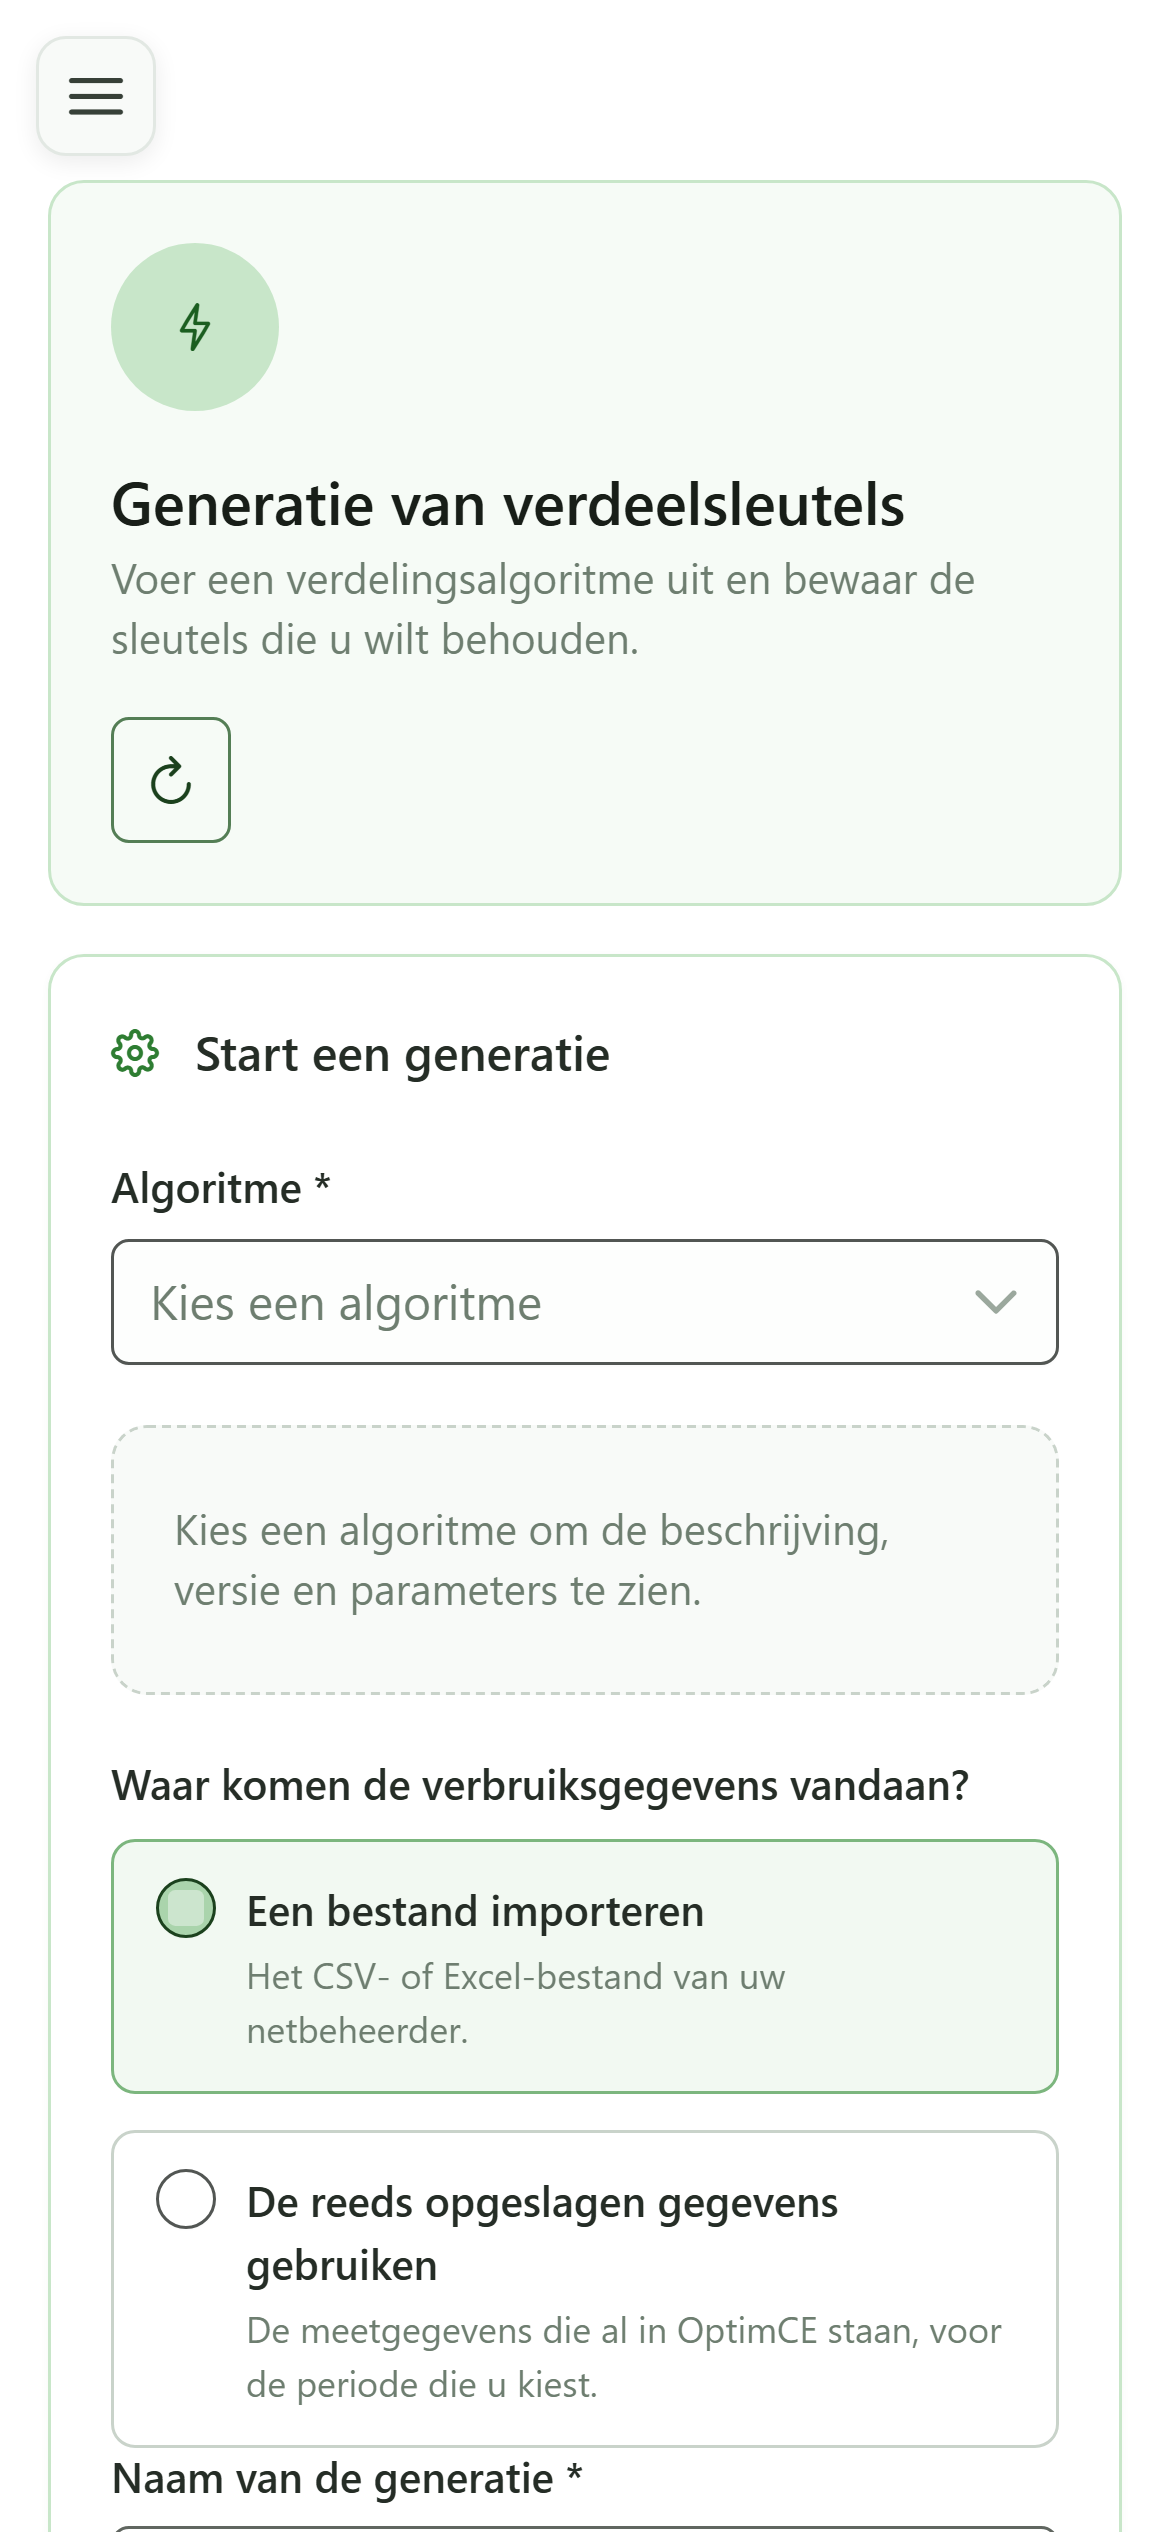 Generatie van verdeelsleutels
Voer een verdelingsalgoritme uit en bewaar de
sleutels die u wilt behouden.
Start een generatie
Algoritme *
Kies een algoritme
Kies een algoritme om de beschrijving,
versie en parameters te zien.
Waar komen de verbruiksgegevens vandaan?
Een bestand importeren
Het CSV- of Excel-bestand van uw
netbeheerder.
De reeds opgeslagen gegevens
gebruiken
De meetgegevens die al in OptimCE staan, voor
de periode die u kiest.
Naam van de generatie *